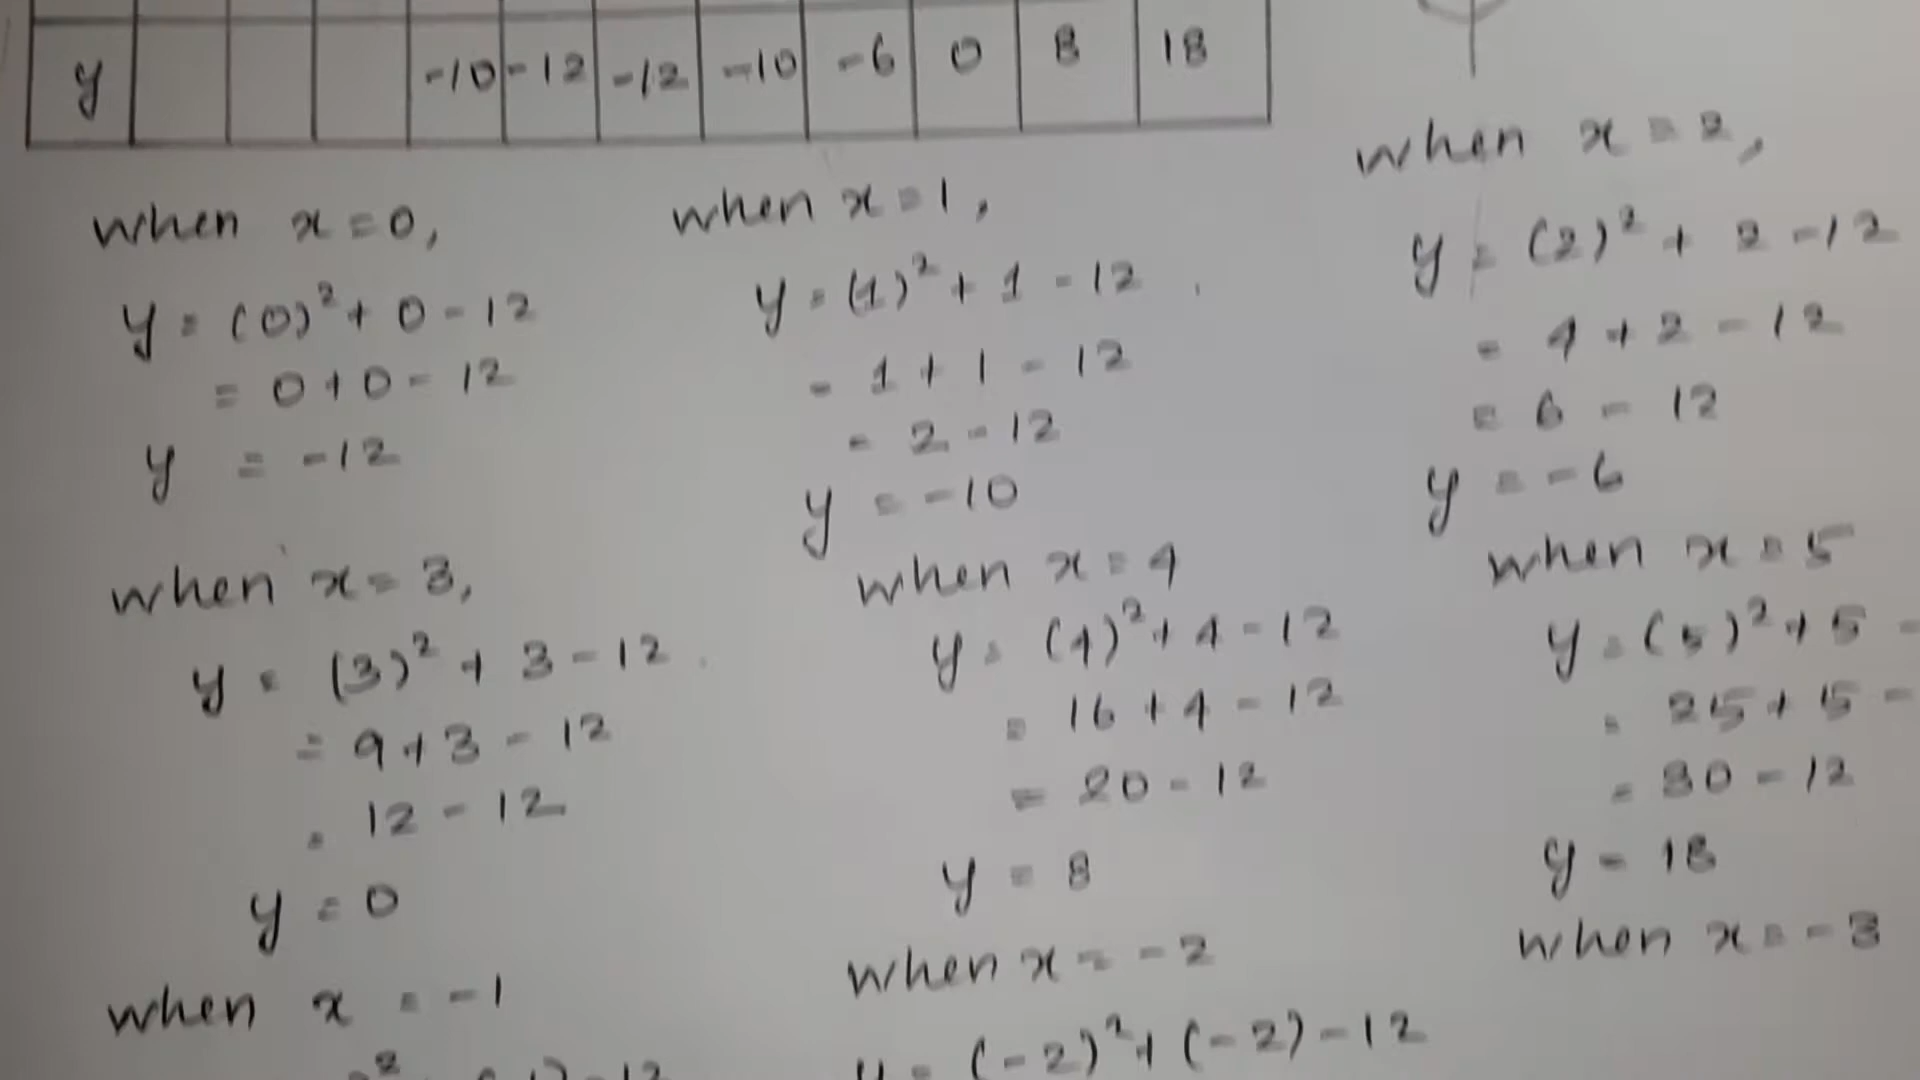 y -10 -12 -12 -10 -6 0 8 18
when x=0,
y = (0)² + 0 - 12
= 0+0-12
y = -12
when x=1,
y = (1)² + 1 - 12
= 1 + 1 - 12
= 2 - 12
y = -10
when x = 2,
y = (2)² + 2 - 12
= 4 + 2 - 12
= 6 - 12
y = -6
when x = 3,
y = (3)² + 3 - 12
= 9+3 - 12
= 12 - 12
y = 0
when x = 4
y = (4)² + 4 - 12
= 16 + 4 - 12
= 20 - 12
y = 8
when x = 5
y = (5)² + 5 -
= 25 + 5 -
= 30 - 12
y = 18
when x = -1
when x = -2
y = (-2)² + (-2) - 12
when x = -3